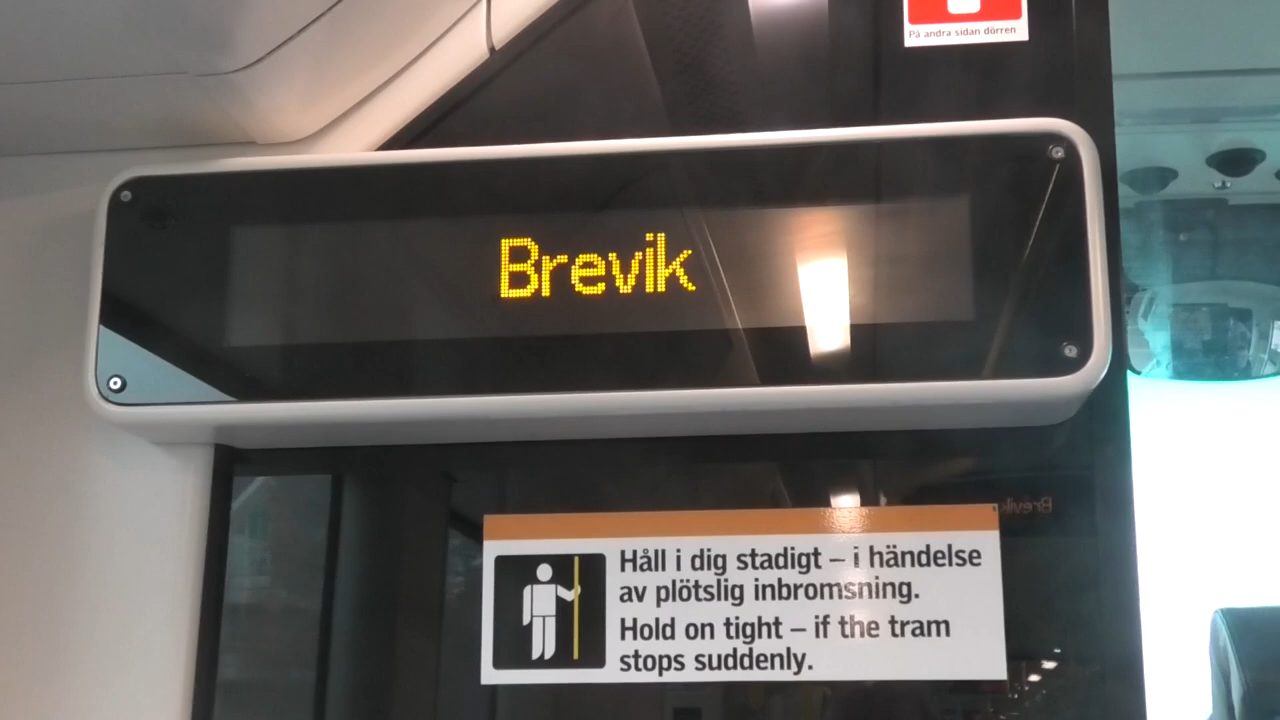 På andra sidan dörren
Brevik
Håll i dig stadigt – i händelse
av plötslig inbromsning.
Hold on tight – if the tram
stops suddenly.
Brevik